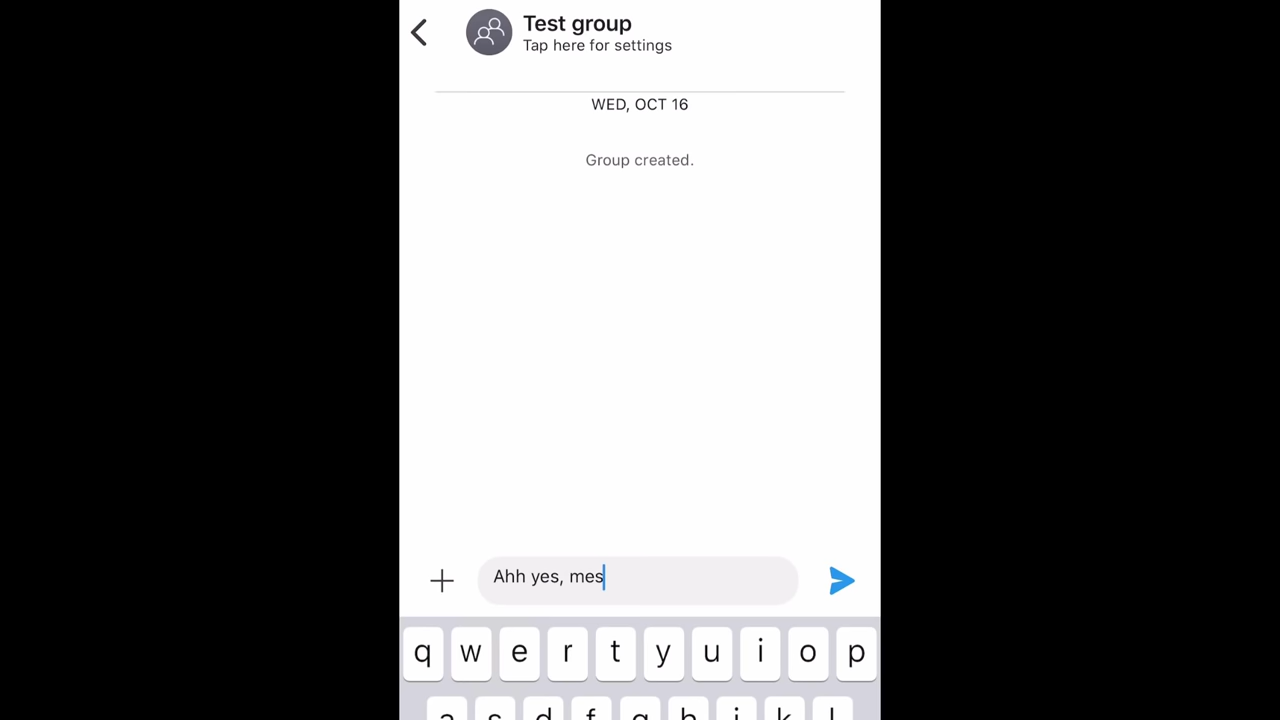 Test group
Tap here for settings
WED, OCT 16
Group created.
Ahh yes, mes
q w e r t y u i o p
a s d f g h j k l